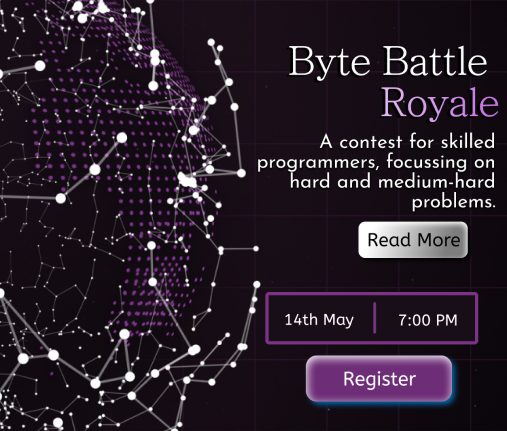 Byte Battle
Royale
A contest for skilled
programmers, focussing on
hard and medium-hard
problems.
Read More
14th May | 7:00 PM
Register